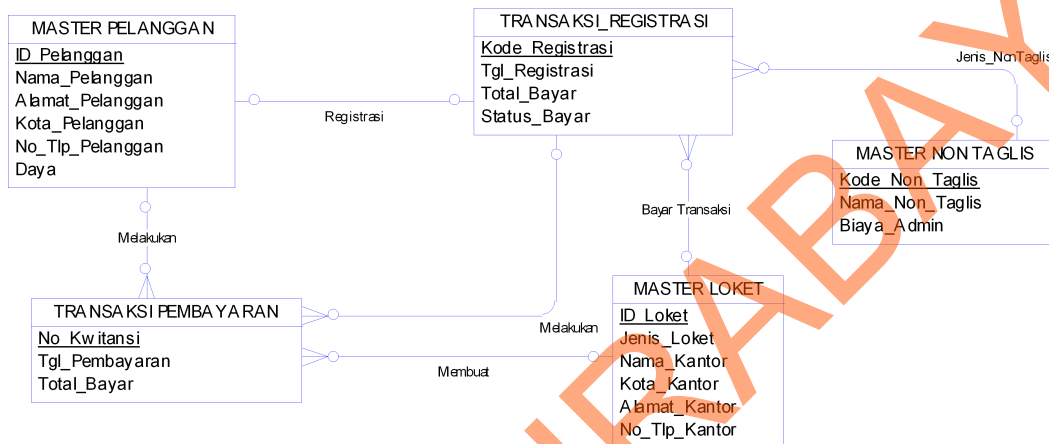 MASTER PELANGGAN
ID_Pelanggan
Nama_Pelanggan
Alamat_Pelanggan
Kota_Pelanggan
No_Tlp_Pelanggan
Daya
Registrasi
TRANSAKSI_REGISTRASI
Kode_Registrasi
Tgl_Registrasi
Total_Bayar
Status_Bayar
Jenis_NonTaglis
MASTER NON TAGLIS
Kode_Non_Taglis
Nama_Non_Taglis
Biaya_Admin
Bayar Transaksi
Melakukan
TRANSAKSI PEMBAYARAN
No_Kwitansi
Tgl_Pembayaran
Total_Bayar
Melakukan
Membuat
MASTER LOKET
ID_Loket
Jenis_Loket
Nama_Kantor
Kota_Kantor
Alamat_Kantor
No_Tlp_Kantor
RABAY